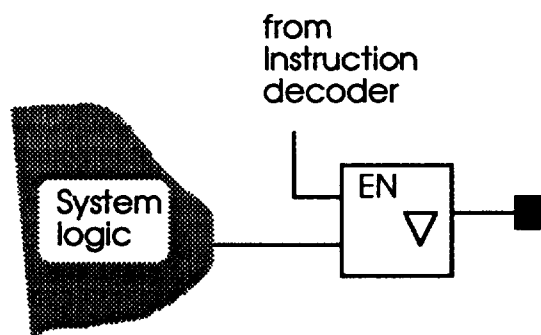 from
Instruction
decoder
EN
System
logic